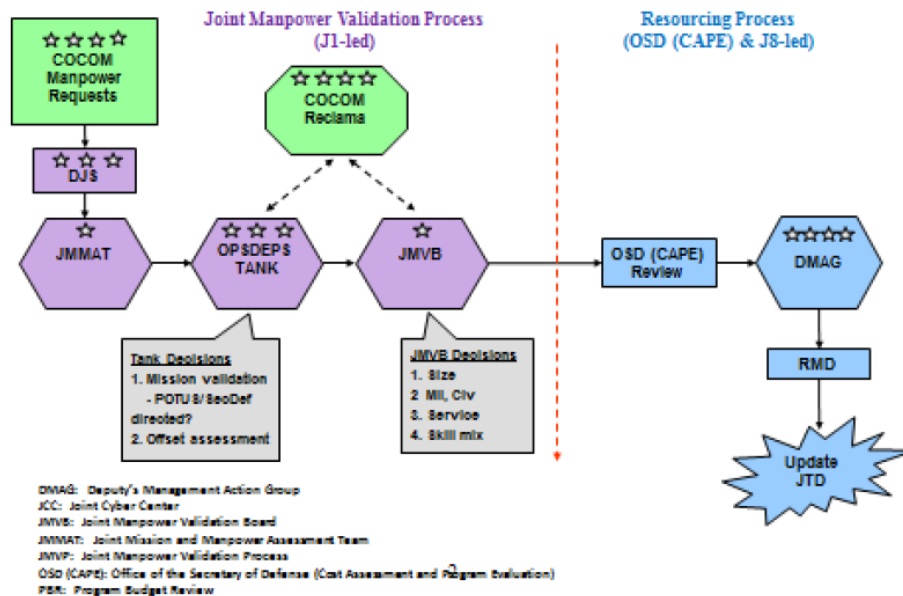 Joint Manpower Validation Process
(J1-led)
Resourcing Process
(OSD (CAPE) & J8-led)
COCOM
Manpower
Requests
COCOM
Reclama
DJS
JMMAT
OPSDEPS
TANK
JMVB
OSD (CAPE)
Review
DMAG
Tank Decisions
1. Mission validation
- POTUS/SecDef
directed?
2. Offset assessment
JMVB Decisions
1. Size
2 Mil, Civ
3. Service
4. Skill mix
RMD
Update
JTD
DMAG: Deputy's Management Action Group
JCC: Joint Cyber Center
JMVB: Joint Manpower Validation Board
JMMAT: Joint Mission and Manpower Assessment Team
JMVP: Joint Manpower Validation Process
2
OSD (CAPE): Office of the Secretary of Defense (Cost Assessment and Program Evaluation)
PBR: Program Budget Review